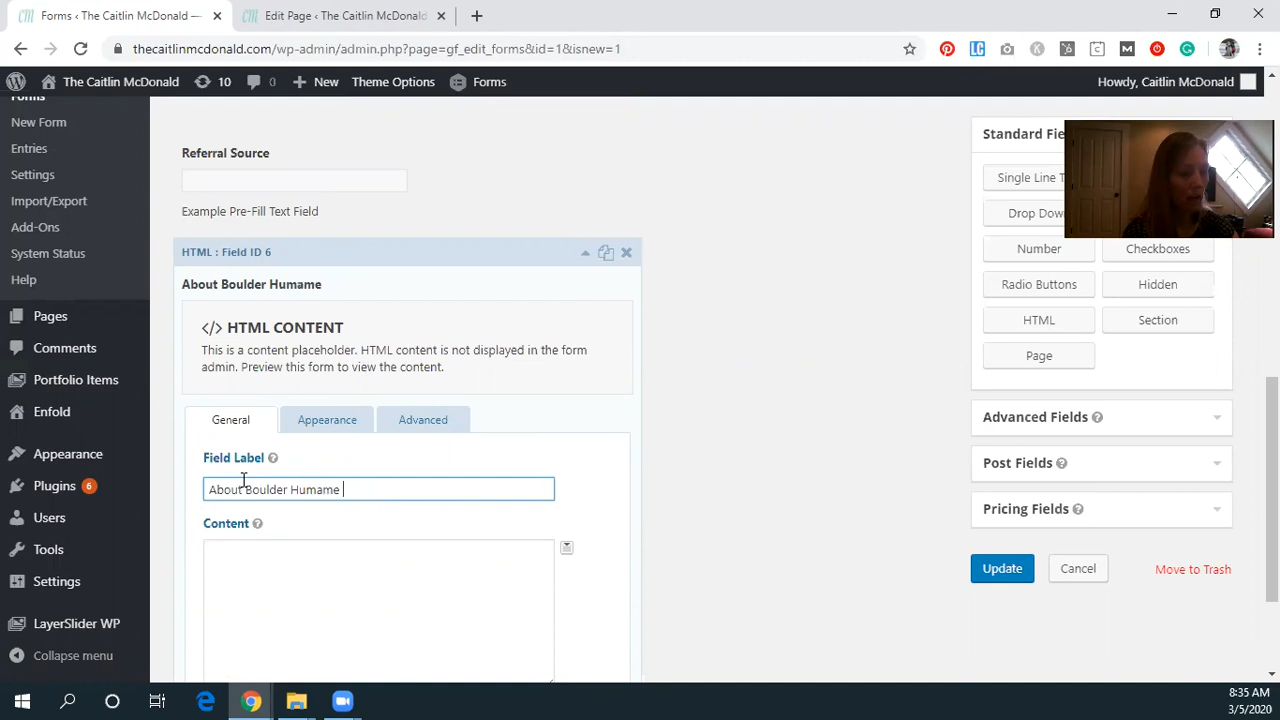 Forms ‹ The Caitlin McDonald —
Edit Page ‹ The Caitlin McDonald
thecaitlinmcdonald.com/wp-admin/admin.php?page=gf_edit_forms&id=1&isnew=1
The Caitlin McDonald 10 0 New Theme Options Forms Howdy, Caitlin McDonald
Forms
New Form
Entries
Settings
Import/Export
Add-Ons
System Status
Help
Pages
Comments
Portfolio Items
Enfold
Appearance
Plugins 6
Users
Tools
Settings
LayerSlider WP
Collapse menu
Referral Source
Example Pre-Fill Text Field
HTML : Field ID 6
About Boulder Humame
</> HTML CONTENT
This is a content placeholder. HTML content is not displayed in the form
admin. Preview this form to view the content.
General Appearance Advanced
Field Label
About Boulder Humame
Content
Standard Fie
Single Line T
Drop Dow
Number Checkboxes
Radio Buttons Hidden
HTML Section
Page
Advanced Fields
Post Fields
Pricing Fields
Update Cancel Move to Trash
8:35 AM
3/5/2020